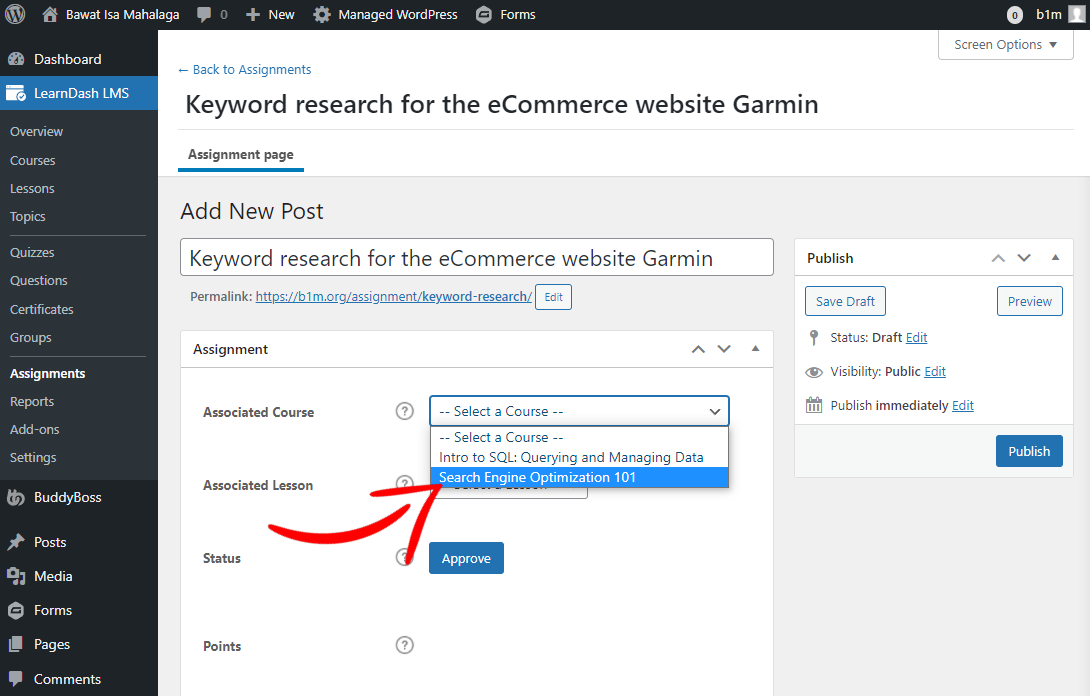 Bawat Isa Mahalaga 0 New Managed WordPress Forms 0 b1m
Dashboard
LearnDash LMS
Overview
Courses
Lessons
Topics
Quizzes
Questions
Certificates
Groups
Assignments
Reports
Add-ons
Settings
BuddyBoss
Posts
Media
Forms
Pages
Comments
Screen Options ▼
← Back to Assignments
Keyword research for the eCommerce website Garmin
Assignment page
Add New Post
Keyword research for the eCommerce website Garmin
Permalink: https://b1m.org/assignment/keyword-research/ Edit
Assignment
Associated Course ? -- Select a Course --
-- Select a Course --
Intro to SQL: Querying and Managing Data
Search Engine Optimization 101
Associated Lesson ?
Status ? Approve
Points ?
Publish
Save Draft Preview
Status: Draft Edit
Visibility: Public Edit
Publish immediately Edit
Publish